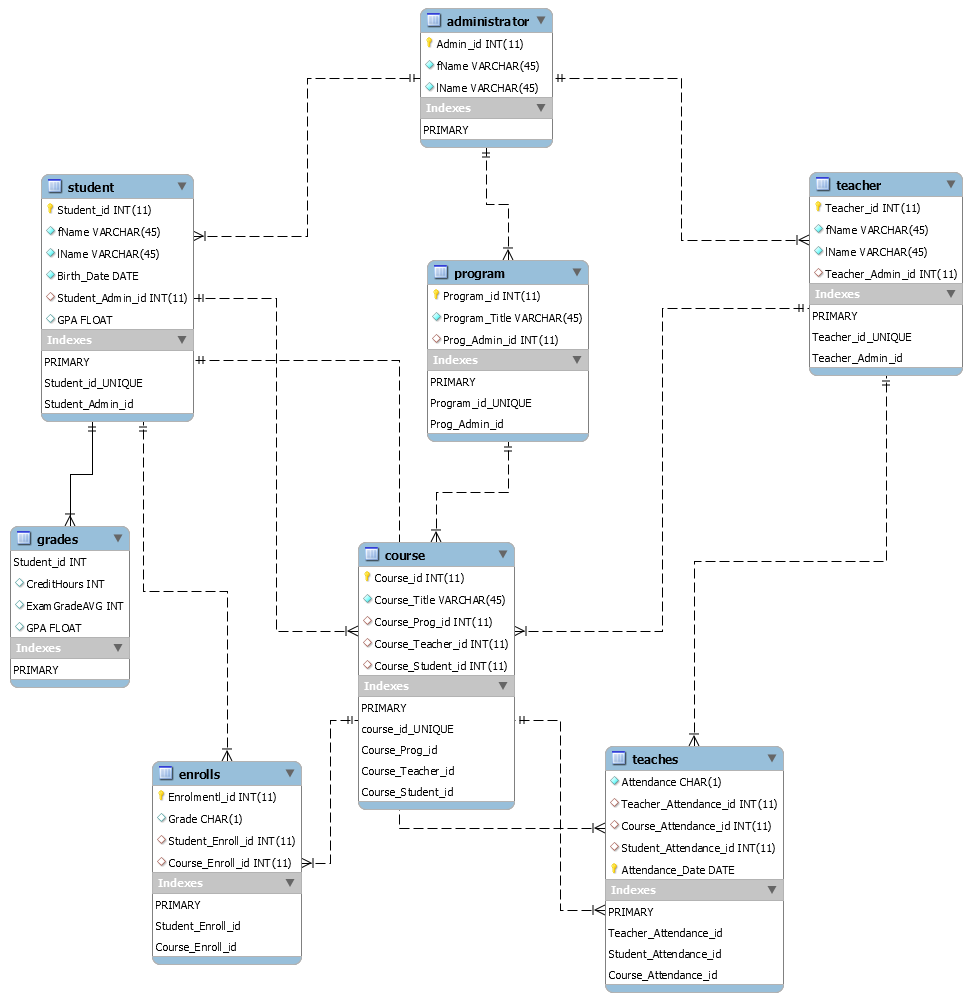 administrator
Admin_id INT(11)
fName VARCHAR(45)
lName VARCHAR(45)
Indexes
PRIMARY
student
Student_id INT(11)
fName VARCHAR(45)
lName VARCHAR(45)
Birth_Date DATE
Student_Admin_id INT(11)
GPA FLOAT
Indexes
PRIMARY
Student_id_UNIQUE
Student_Admin_id
teacher
Teacher_id INT(11)
fName VARCHAR(45)
lName VARCHAR(45)
Teacher_Admin_id INT(11)
Indexes
PRIMARY
Teacher_id_UNIQUE
Teacher_Admin_id
program
Program_id INT(11)
Program_Title VARCHAR(45)
Prog_Admin_id INT(11)
Indexes
PRIMARY
Program_id_UNIQUE
Prog_Admin_id
grades
Student_id INT
CreditHours INT
ExamGradeAVG INT
GPA FLOAT
Indexes
PRIMARY
course
Course_id INT(11)
Course_Title VARCHAR(45)
Course_Prog_id INT(11)
Course_Teacher_id INT(11)
Course_Student_id INT(11)
Indexes
PRIMARY
course_id_UNIQUE
Course_Prog_id
Course_Teacher_id
Course_Student_id
enrolls
Enrolmentl_id INT(11)
Grade CHAR(1)
Student_Enroll_id INT(11)
Course_Enroll_id INT(11)
Indexes
PRIMARY
Student_Enroll_id
Course_Enroll_id
teaches
Attendance CHAR(1)
Teacher_Attendance_id INT(11)
Course_Attendance_id INT(11)
Student_Attendance_id INT(11)
Attendance_Date DATE
Indexes
PRIMARY
Teacher_Attendance_id
Student_Attendance_id
Course_Attendance_id